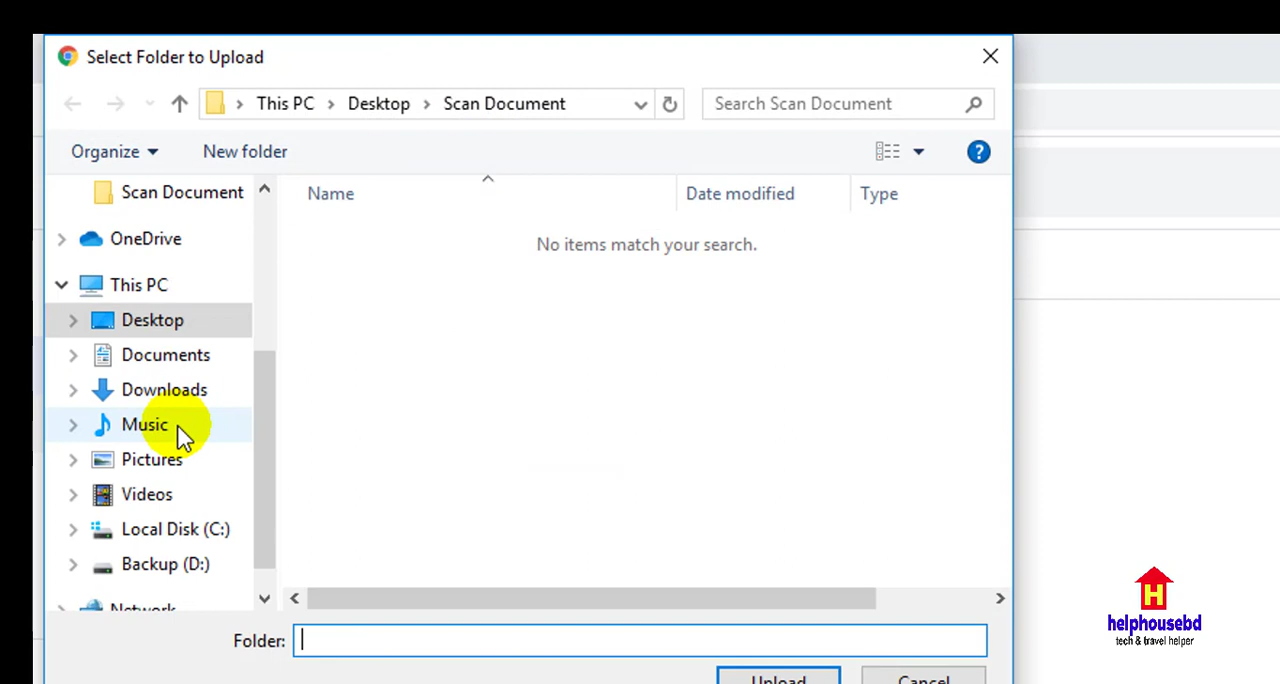 Select Folder to Upload
This PC Desktop Scan Document
Search Scan Document
Organize New folder
?
Scan Document
OneDrive
This PC
Desktop
Documents
Downloads
Music
Pictures
Videos
Local Disk (C:)
Backup (D:)
Network
Name Date modified Type
No items match your search.
Folder:
Upload Cancel
H
helphousebd
tech & travel helper